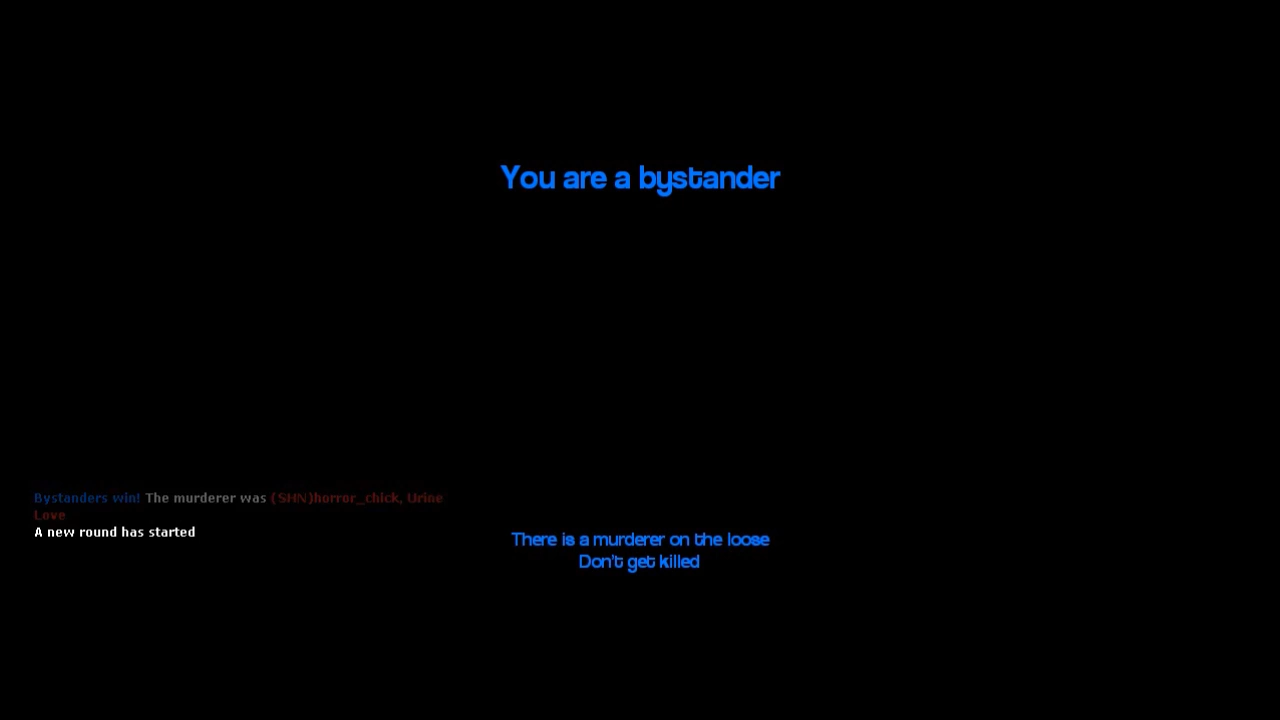 You are a bystander
Bystanders win! The murderer was (SHN)horror_chick, Urine
Love
A new round has started
There is a murderer on the loose
Don't get killed